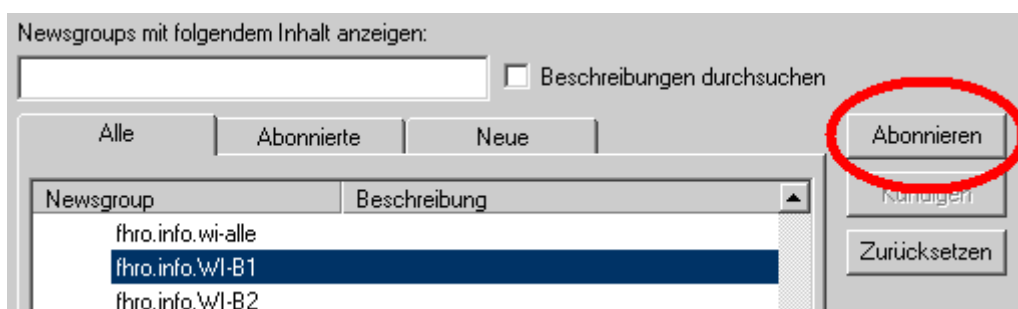 Newsgroups mit folgendem Inhalt anzeigen:
Beschreibungen durchsuchen
Alle Abonnierte Neue Abonnieren
Newsgroup Beschreibung Kündigen
fhro.info.wi-alle
Zurücksetzen
fhro.info.WI-B1
fhro.info.WI-B2